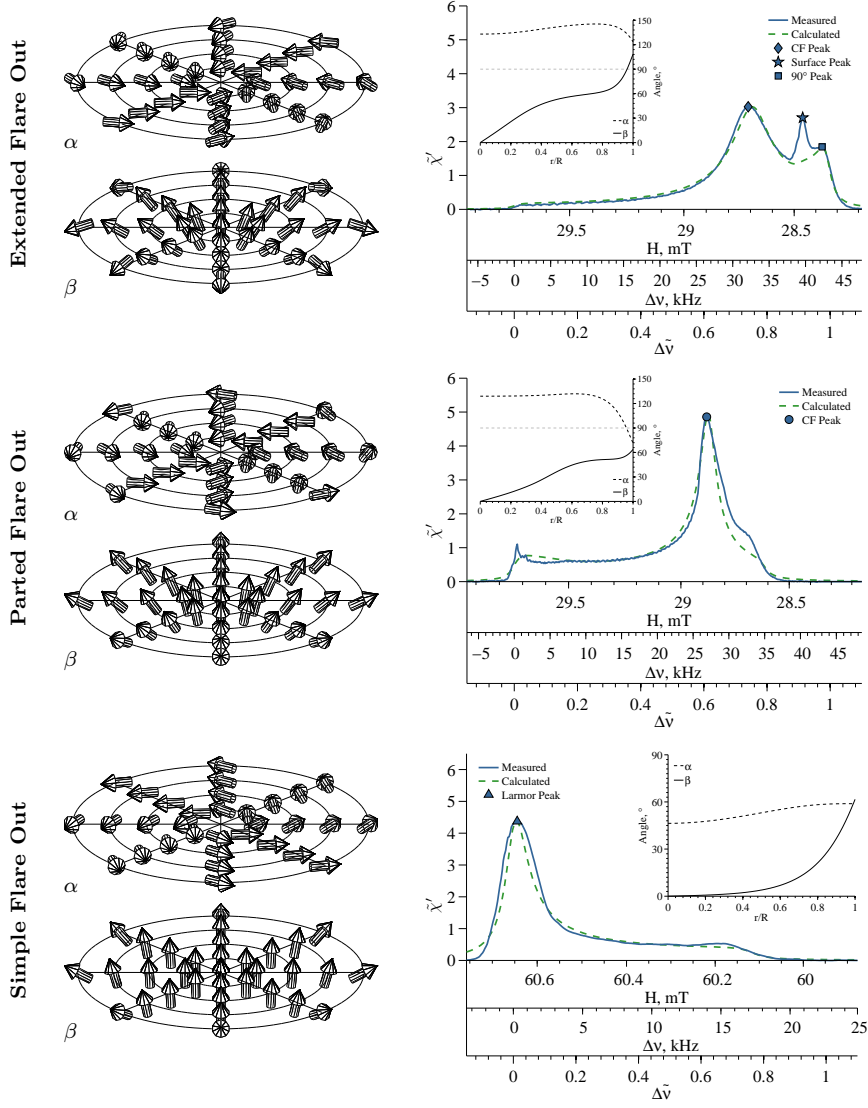 Extended Flare Out
α
β
6
5
4
3
2
1
0
χ̃′
150
120
90
60
30
0
Angle, °
α
β
0 0.2 0.4 0.6 0.8 1
r/R
Measured
Calculated
CF Peak
Surface Peak
90° Peak
29.5 29 28.5
H, mT
−5 0 5 10 15 20 25 30 35 40 45
Δν, kHz
0 0.2 0.4 0.6 0.8 1
Δν̃
Parted Flare Out
α
β
6
5
4
3
2
1
0
χ̃′
150
120
90
60
30
0
Angle, °
α
β
0 0.2 0.4 0.6 0.8 1
r/R
Measured
Calculated
CF Peak
29.5 29 28.5
H, mT
−5 0 5 10 15 20 25 30 35 40 45
Δν, kHz
0 0.2 0.4 0.6 0.8 1
Δν̃
Simple Flare Out
α
β
6
5
4
3
2
1
0
χ̃′
Measured
Calculated
Larmor Peak
90
60
30
0
Angle, °
α
β
0 0.2 0.4 0.6 0.8 1
r/R
60.6 60.4 60.2 60
H, mT
0 5 10 15 20 25
Δν, kHz
0 0.2 0.4 0.6 0.8 1
Δν̃